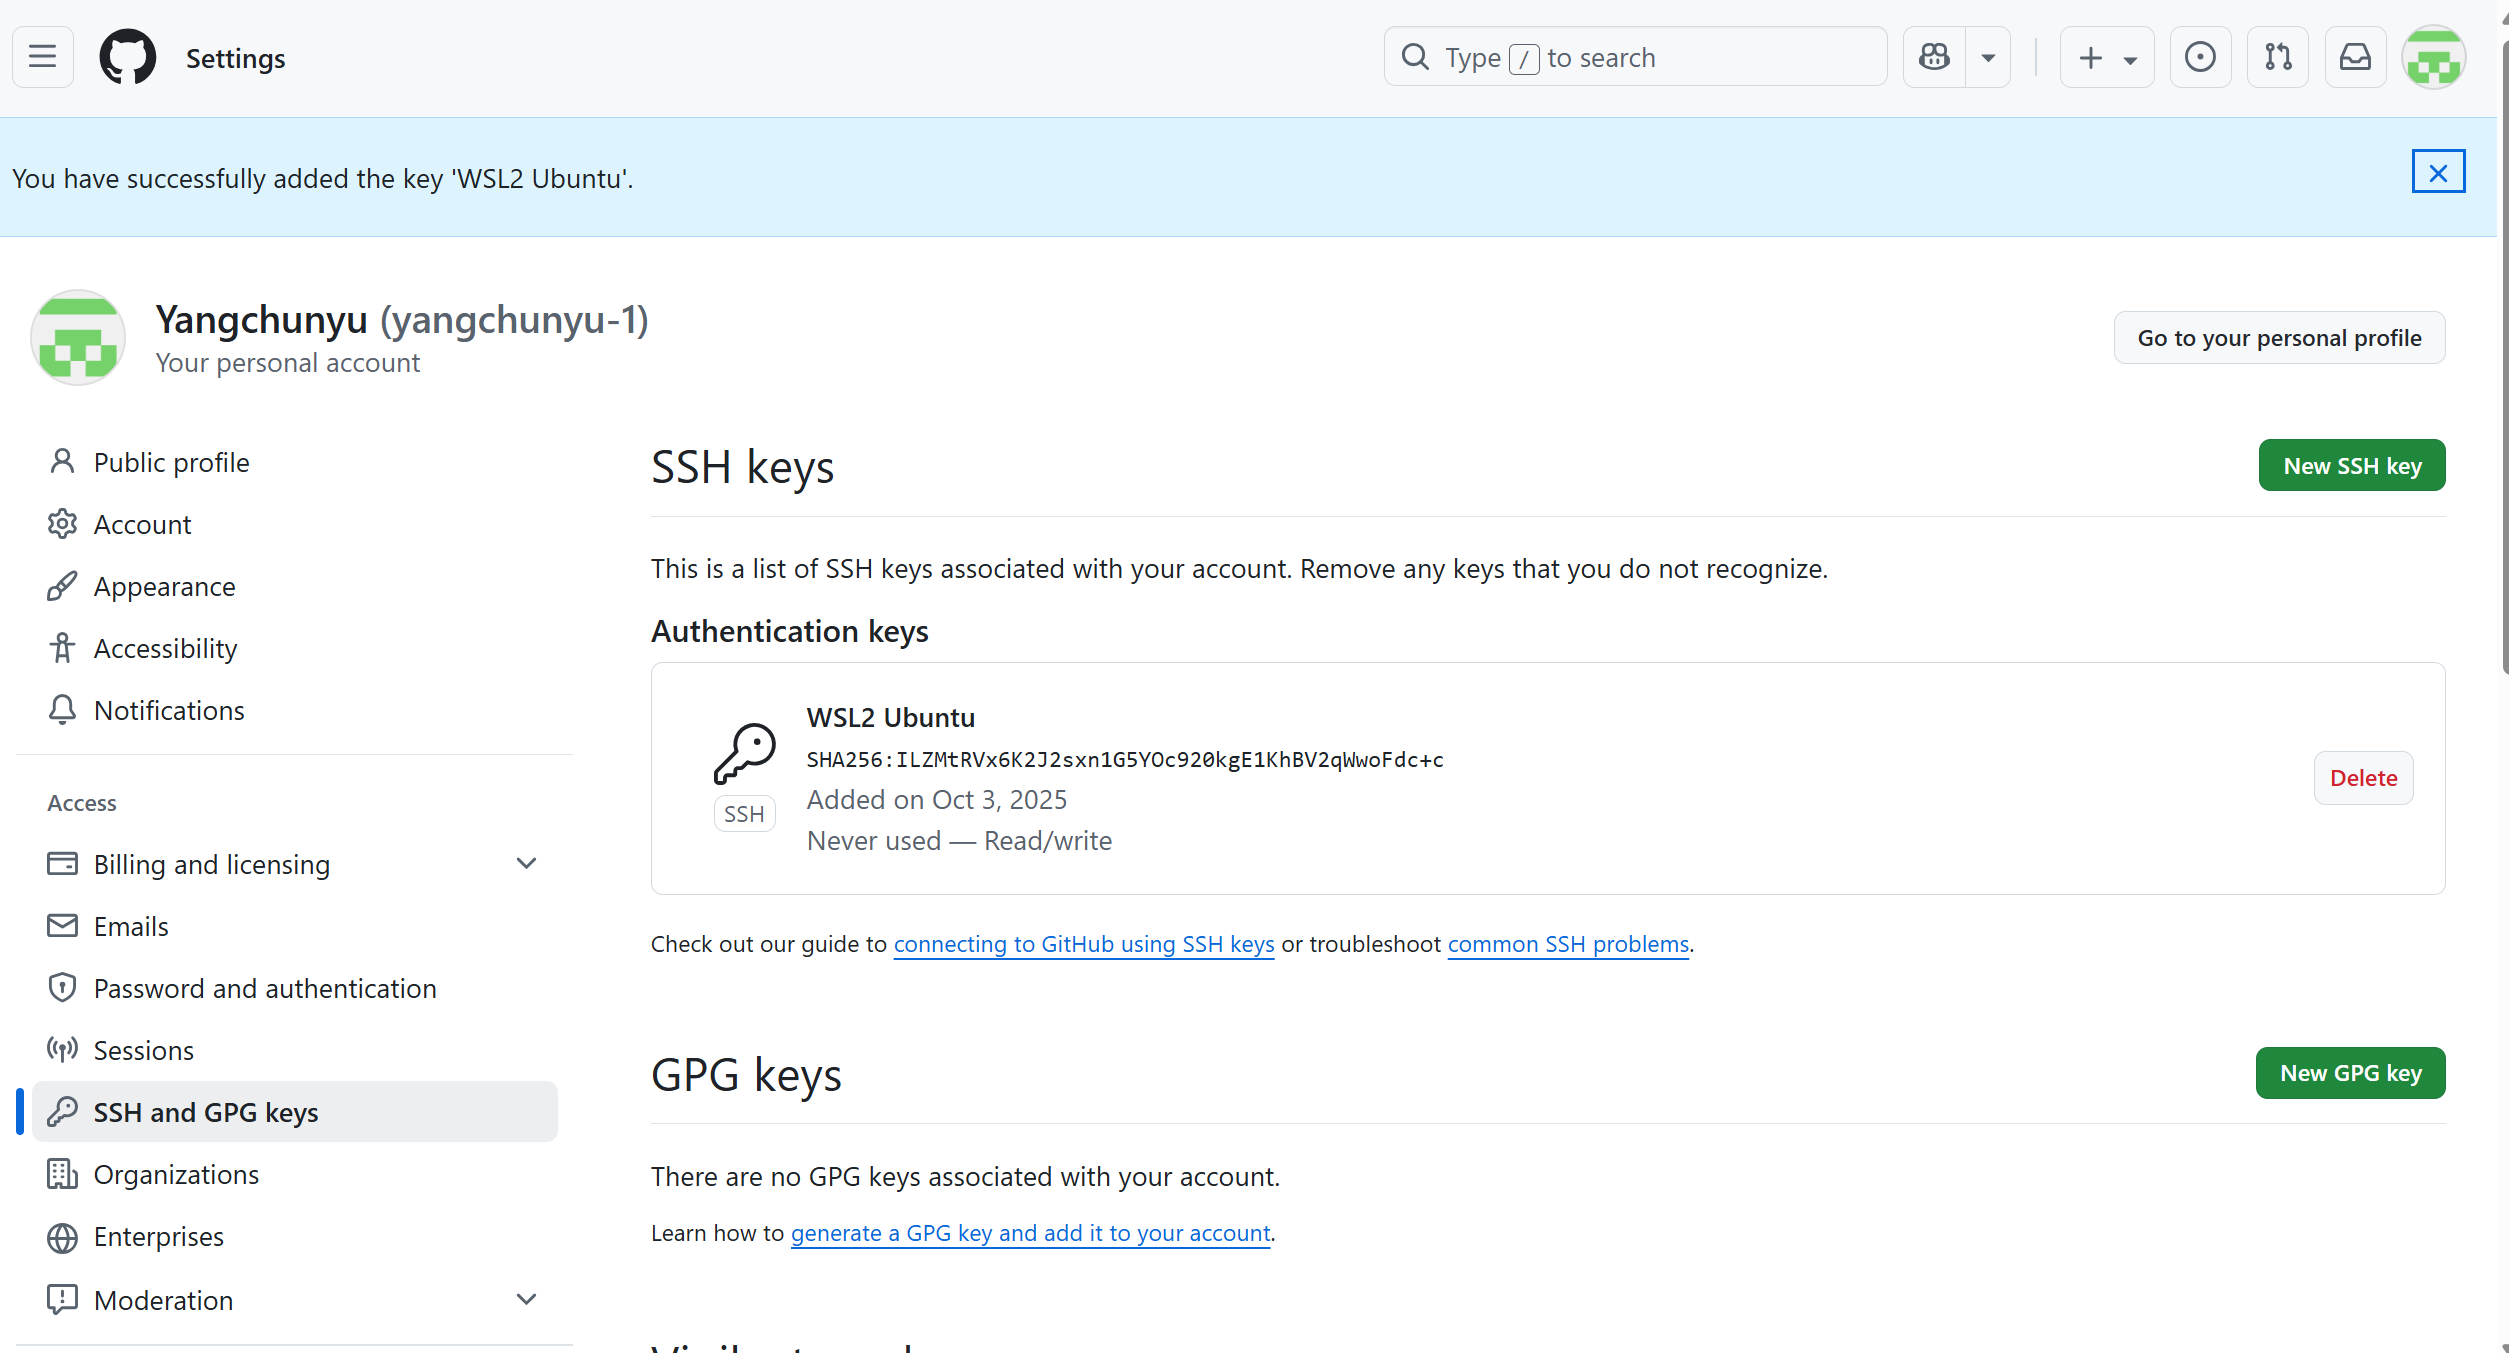 Settings
Type / to search
You have successfully added the key 'WSL2 Ubuntu'.
Yangchunyu (yangchunyu-1)
Your personal account
Go to your personal profile
Public profile
Account
Appearance
Accessibility
Notifications
Access
Billing and licensing
Emails
Password and authentication
Sessions
SSH and GPG keys
Organizations
Enterprises
Moderation
SSH keys
New SSH key
This is a list of SSH keys associated with your account. Remove any keys that you do not recognize.
Authentication keys
WSL2 Ubuntu
SHA256:ILZMtRVx6K2J2sxn1G5YOc920kgE1KhBV2qWwoFdc+c
SSH
Added on Oct 3, 2025
Never used — Read/write
Delete
Check out our guide to connecting to GitHub using SSH keys or troubleshoot common SSH problems.
GPG keys
New GPG key
There are no GPG keys associated with your account.
Learn how to generate a GPG key and add it to your account.